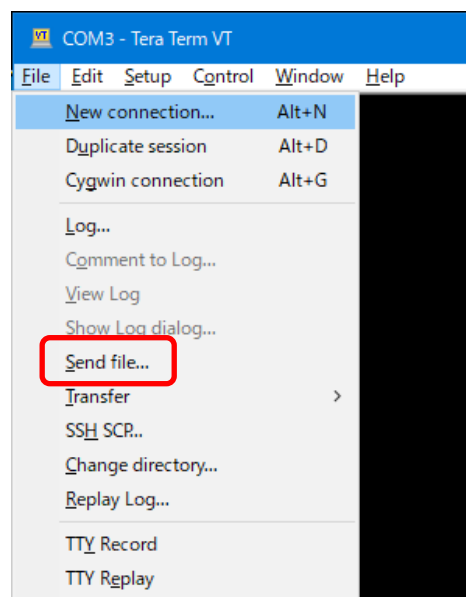 VT COM3 - Tera Term VT
File Edit Setup Control Window Help
New connection... Alt+N
Duplicate session Alt+D
Cygwin connection Alt+G
Log...
Comment to Log...
View Log
Show Log dialog...
Send file...
Transfer >
SSH SCP...
Change directory...
Replay Log...
TTY Record
TTY Replay